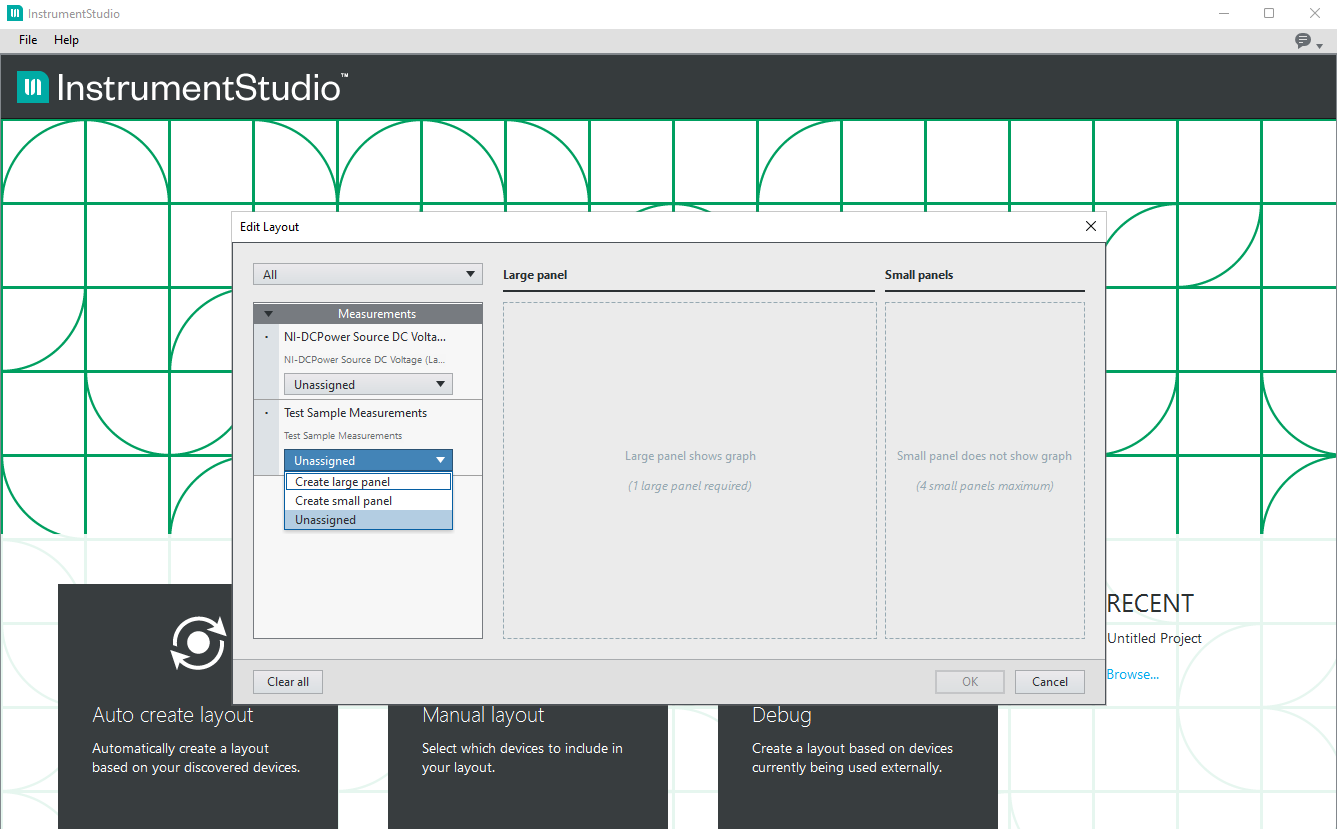 InstrumentStudio
File Help
InstrumentStudio™
Edit Layout
All
Large panel
Small panels
Measurements
NI-DCPower Source DC Volta...
NI-DCPower Source DC Voltage (La...
Unassigned
Test Sample Measurements
Test Sample Measurements
Unassigned
Create large panel
Create small panel
Unassigned
Large panel shows graph
(1 large panel required)
Small panel does not show graph
(4 small panels maximum)
Clear all
OK
Cancel
Auto create layout
Automatically create a layout
based on your discovered devices.
Manual layout
Select which devices to include in
your layout.
Debug
Create a layout based on devices
currently being used externally.
RECENT
Untitled Project
Browse...